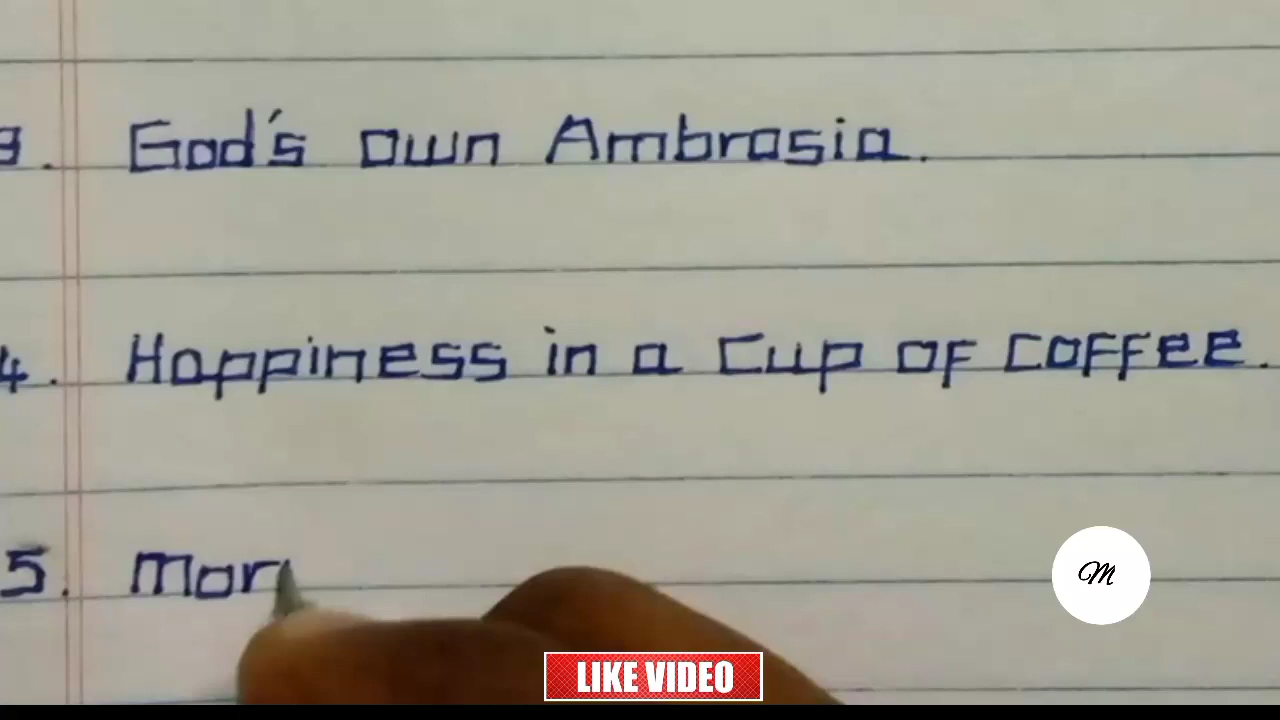 3. God's own Ambrosia.
4. Happiness in a Cup of Coffee.
5. Mor
M
LIKE VIDEO